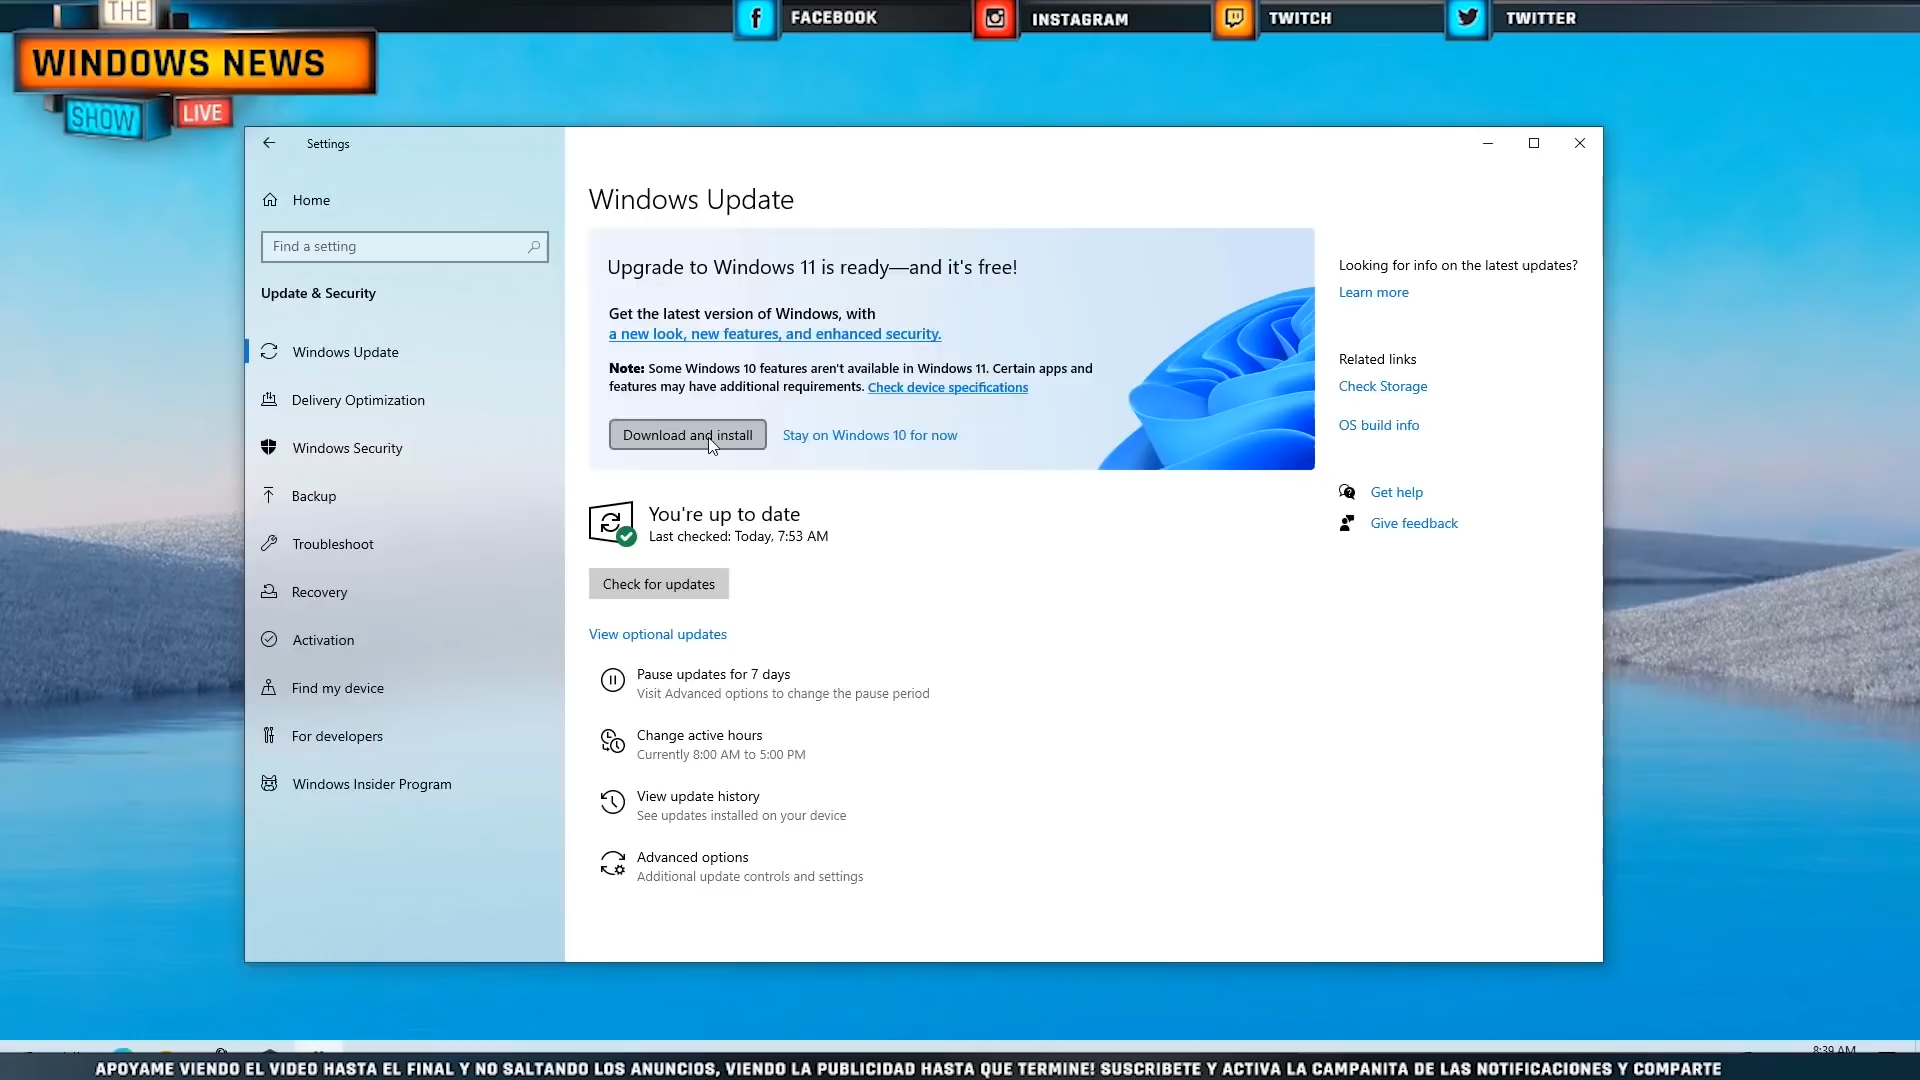 THE
WINDOWS NEWS
SHOW
LIVE
FACEBOOK
INSTAGRAM
TWITCH
TWITTER
Settings
Home
Find a setting
Update & Security
Windows Update
Delivery Optimization
Windows Security
Backup
Troubleshoot
Recovery
Activation
Find my device
For developers
Windows Insider Program
Windows Update
Upgrade to Windows 11 is ready—and it's free!
Get the latest version of Windows, with
a new look, new features, and enhanced security.
Note: Some Windows 10 features aren't available in Windows 11. Certain apps and
features may have additional requirements. Check device specifications
Download and install
Stay on Windows 10 for now
You're up to date
Last checked: Today, 7:53 AM
Check for updates
View optional updates
Pause updates for 7 days
Visit Advanced options to change the pause period
Change active hours
Currently 8:00 AM to 5:00 PM
View update history
See updates installed on your device
Advanced options
Additional update controls and settings
Looking for info on the latest updates?
Learn more
Related links
Check Storage
OS build info
Get help
Give feedback
8:39 AM
APOYAME VIENDO EL VIDEO HASTA EL FINAL Y NO SALTANDO LOS ANUNCIOS, VIENDO LA PUBLICIDAD HASTA QUE TERMINE! SUSCRIBETE Y ACTIVA LA CAMPANITA DE LAS NOTIFICACIONES Y COMPARTE